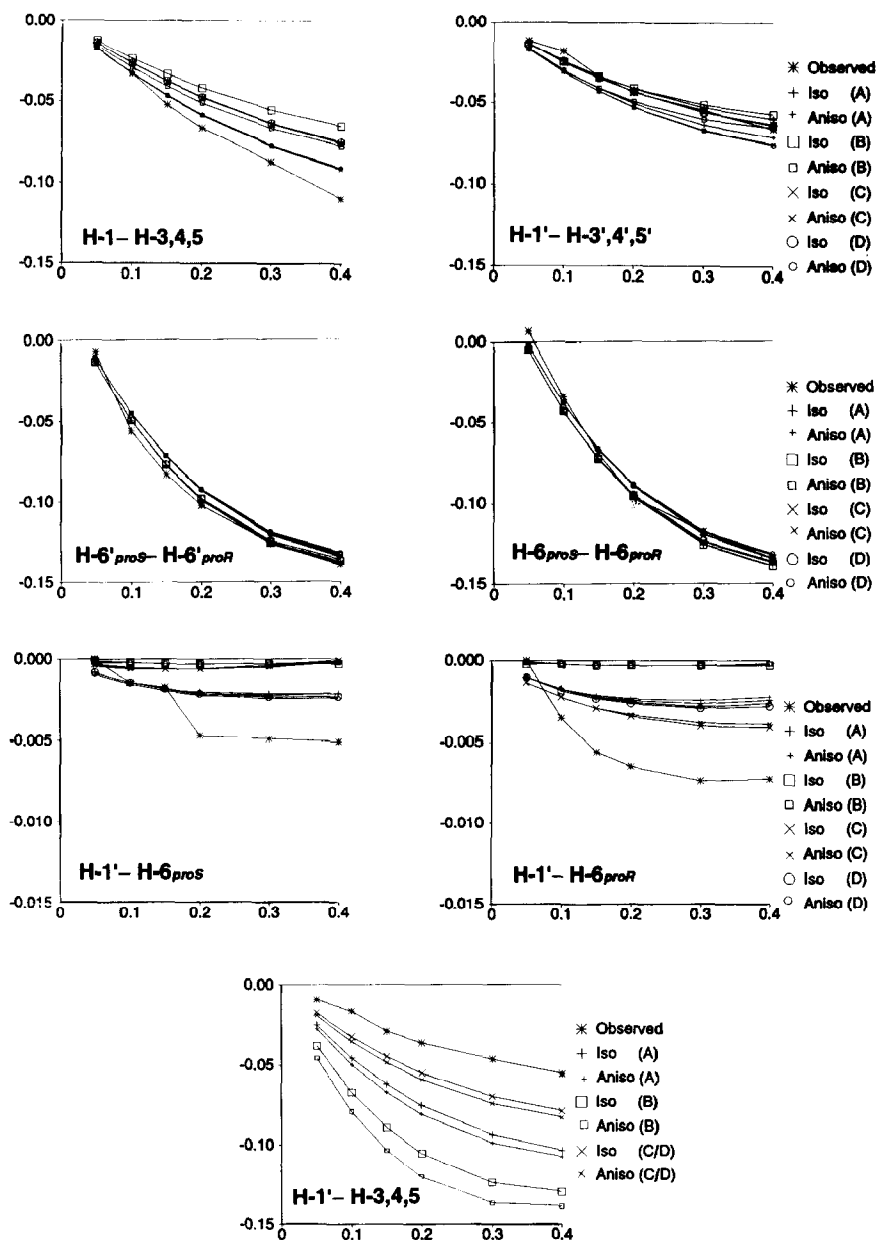 0.00
-0.05
-0.10
-0.15
0
0.1
0.2
0.3
0.4
H-1 – H-3,4,5
0.00
-0.05
-0.10
-0.15
0
0.1
0.2
0.3
0.4
H-1' – H-3',4',5'
Observed
Iso (A)
Aniso (A)
Iso (B)
Aniso (B)
Iso (C)
Aniso (C)
Iso (D)
Aniso (D)
0.00
-0.05
-0.10
-0.15
0
0.1
0.2
0.3
0.4
H-6'proS – H-6'proR
0.00
-0.05
-0.10
-0.15
0
0.1
0.2
0.3
0.4
H-6proS – H-6proR
Observed
Iso (A)
Aniso (A)
Iso (B)
Aniso (B)
Iso (C)
Aniso (C)
Iso (D)
Aniso (D)
0.000
-0.005
-0.010
-0.015
0
0.1
0.2
0.3
0.4
H-1' – H-6proS
0.000
-0.005
-0.010
-0.015
0
0.1
0.2
0.3
0.4
H-1' – H-6proR
Observed
Iso (A)
Aniso (A)
Iso (B)
Aniso (B)
Iso (C)
Aniso (C)
Iso (D)
Aniso (D)
0.00
-0.05
-0.10
-0.15
0
0.1
0.2
0.3
0.4
H-1' – H-3,4,5
Observed
Iso (A)
Aniso (A)
Iso (B)
Aniso (B)
Iso (C/D)
Aniso (C/D)